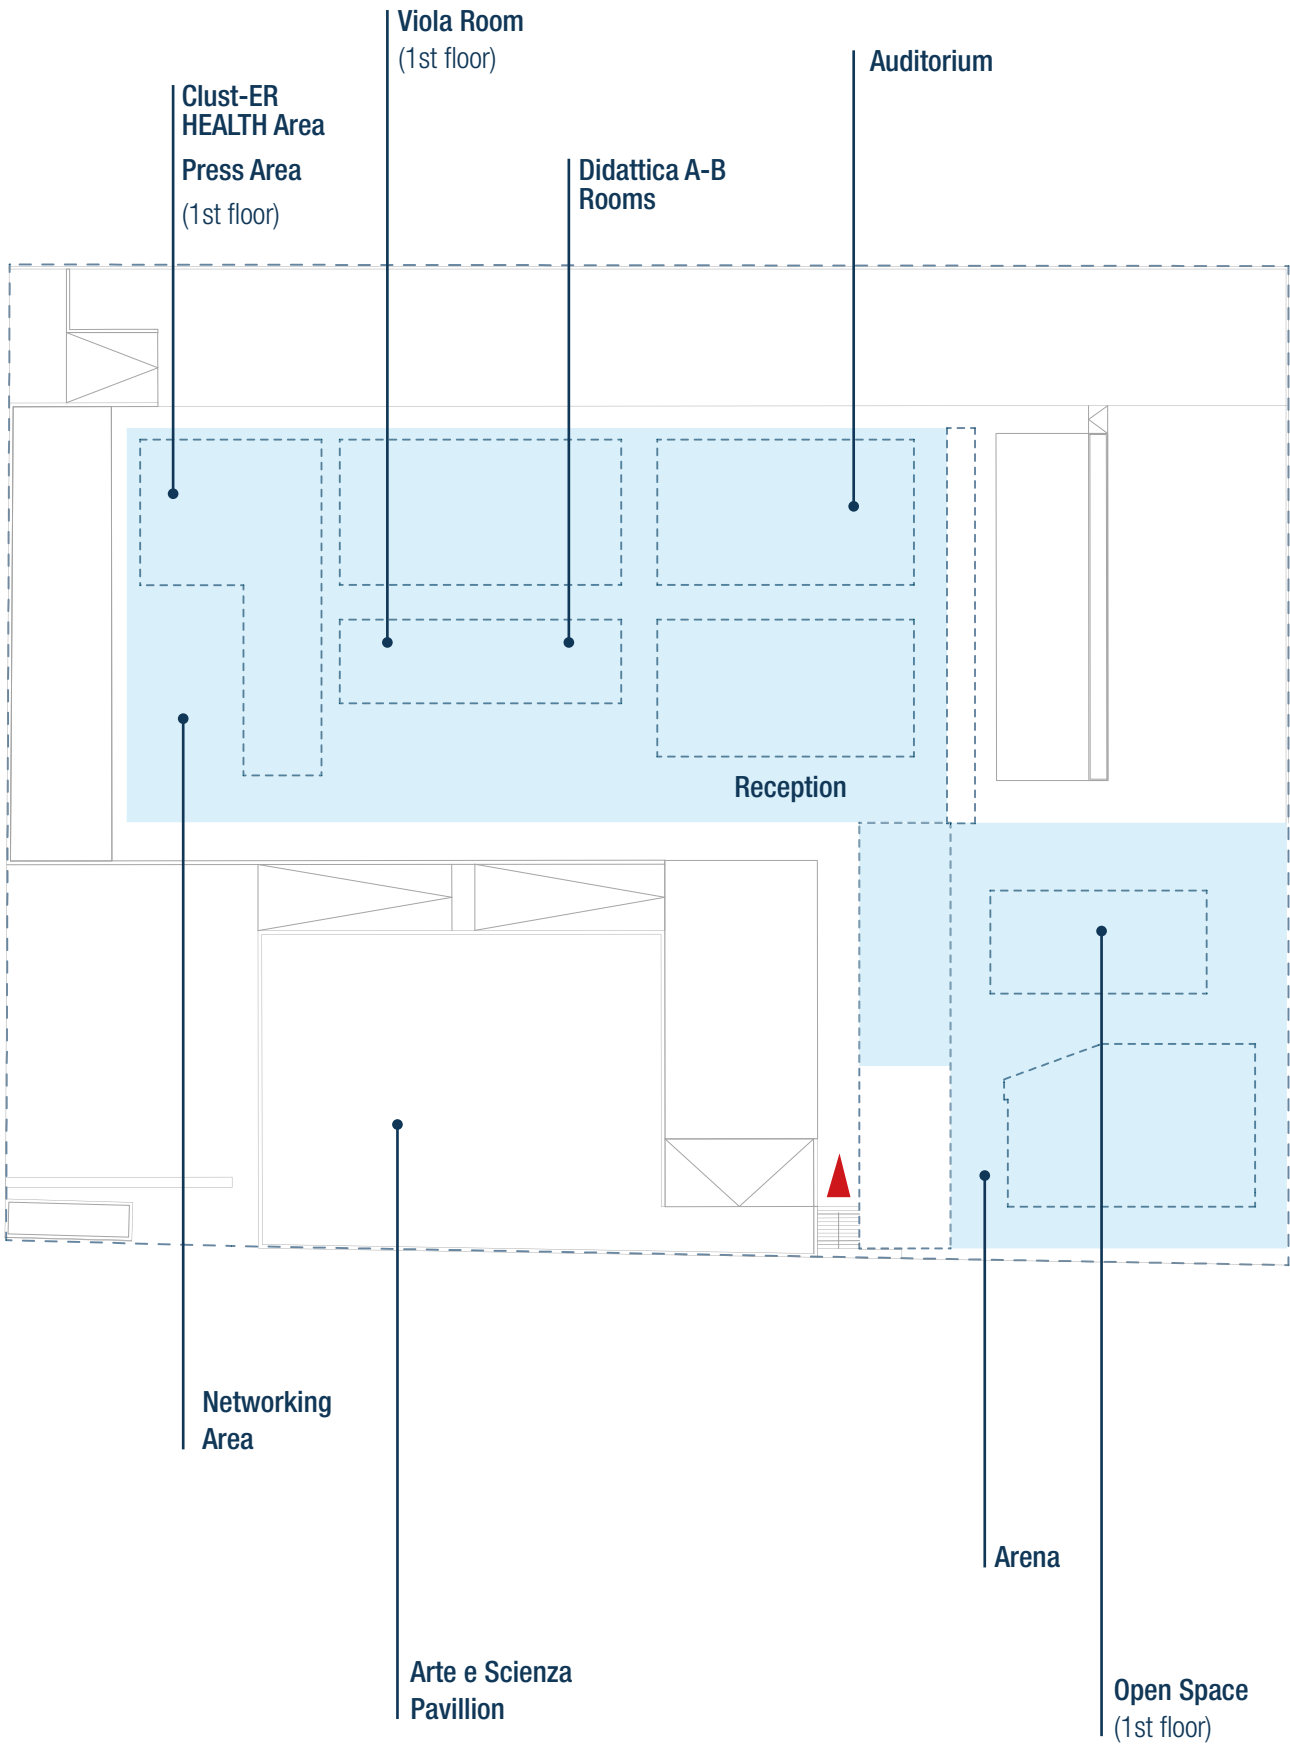 Viola Room
(1st floor)
Auditorium
Clust-ER
HEALTH Area
Press Area
(1st floor)
Didattica A-B
Rooms
Reception
Networking
Area
Arena
Arte e Scienza
Pavillion
Open Space
(1st floor)